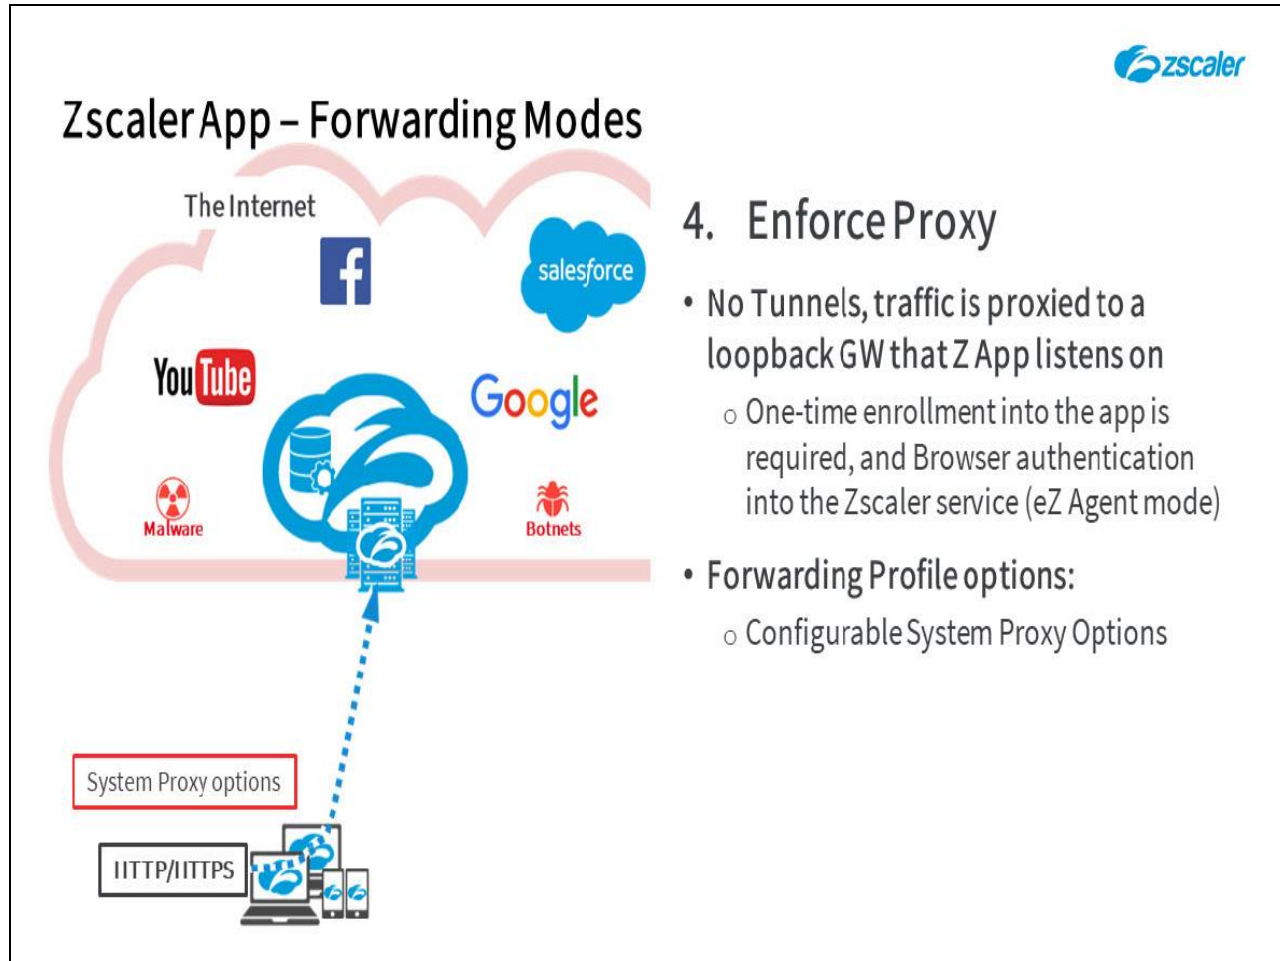 zscaler
Zscaler App – Forwarding Modes
The Internet
salesforce
YouTube
Google
Malware
Botnets
4. Enforce Proxy
• No Tunnels, traffic is proxied to a
loopback GW that Z App listens on
o One-time enrollment into the app is
required, and Browser authentication
into the Zscaler service (eZ Agent mode)
• Forwarding Profile options:
o Configurable System Proxy Options
System Proxy options
HTTP/HTTPS